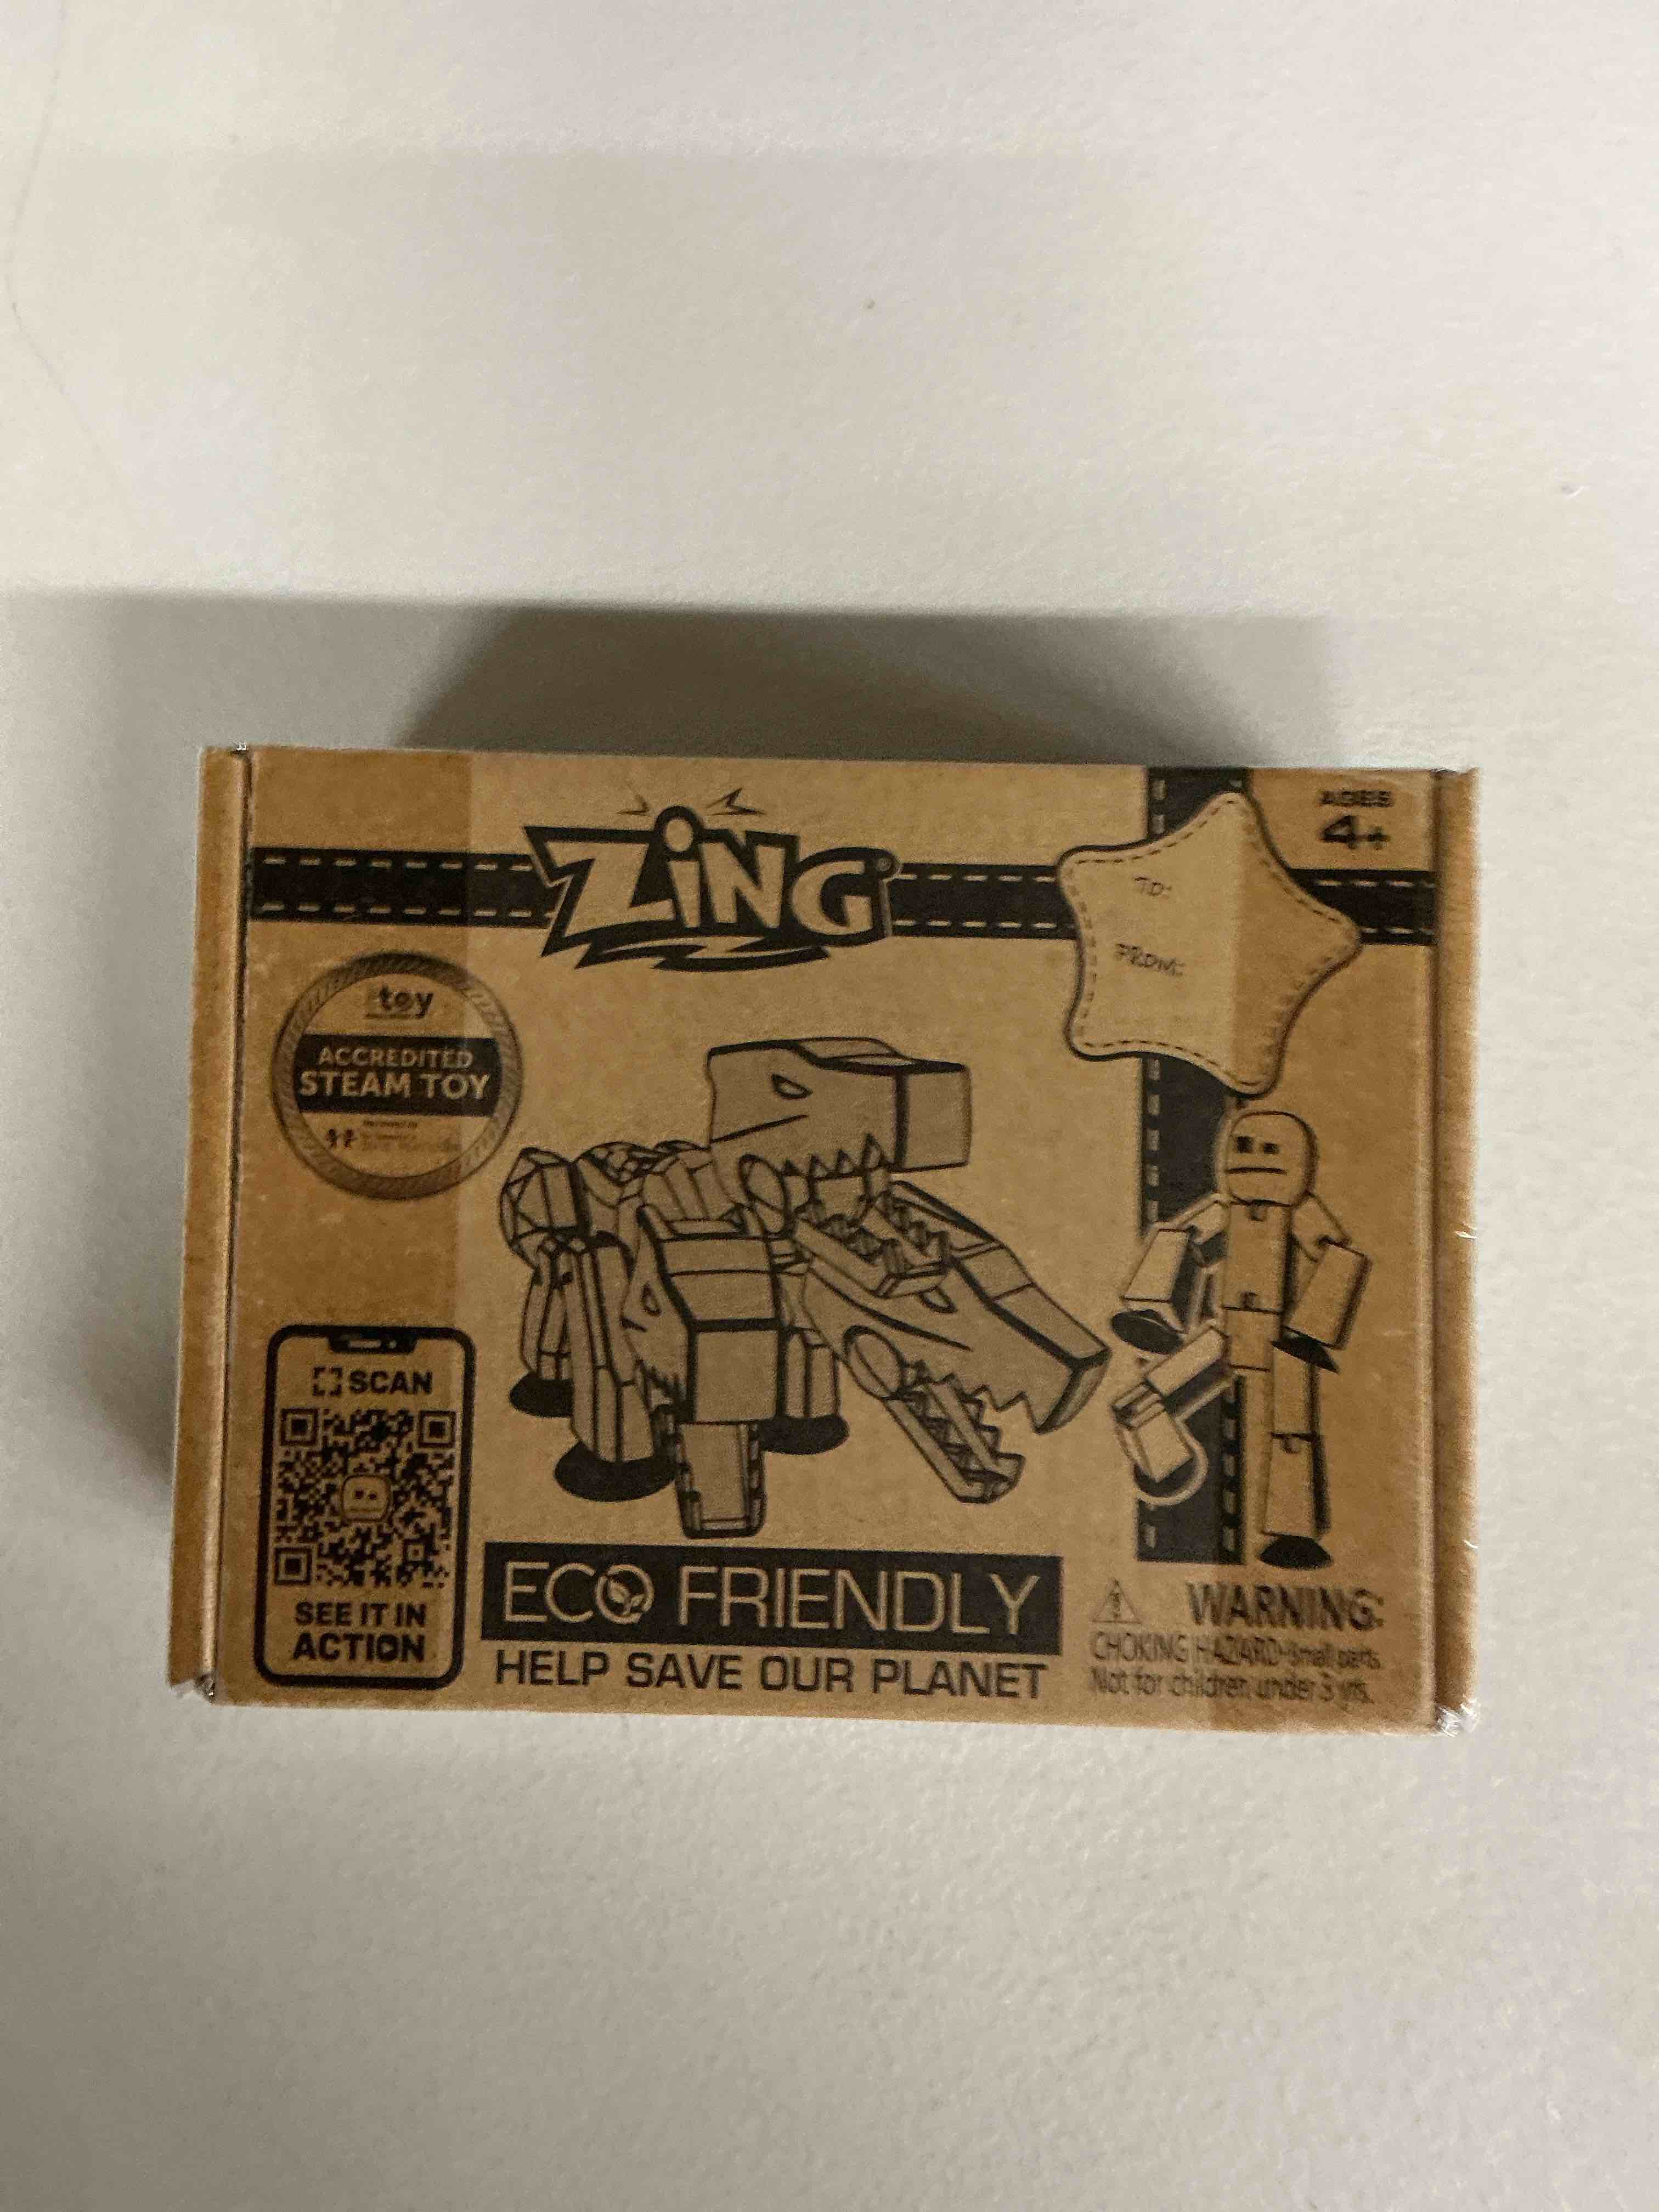 ZiNG®
AGES
4+
TO:
FROM:
toy
ACCREDITED
STEAM TOY
SCAN
SEE IT IN
ACTION
ECO FRIENDLY
HELP SAVE OUR PLANET
WARNING:
CHOKING HAZARD-Small parts.
Not for children under 3 yrs.